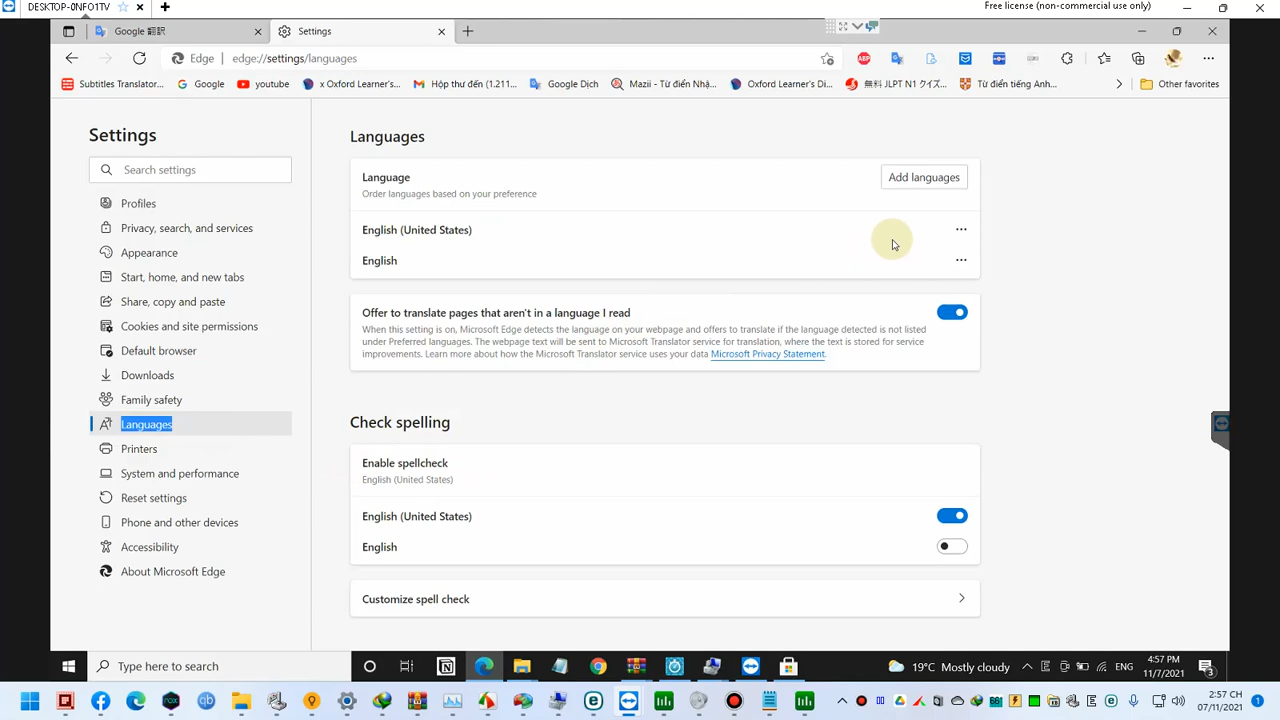 DESKTOP-0NFO1TV
Free license (non-commercial use only)
Google 翻訳
Settings
Edge
edge://settings/languages
Subtitles Translator...
Google
youtube
x Oxford Learner's...
Hộp thư đến (1.211...
Google Dịch
Mazii - Từ điển Nhậ...
Oxford Learner's Di...
無料 JLPT N1 クイズ...
Từ điển tiếng Anh...
Other favorites
Settings
Search settings
Profiles
Privacy, search, and services
Appearance
Start, home, and new tabs
Share, copy and paste
Cookies and site permissions
Default browser
Downloads
Family safety
Languages
Printers
System and performance
Reset settings
Phone and other devices
Accessibility
About Microsoft Edge
Languages
Language
Order languages based on your preference
Add languages
English (United States)
English
Offer to translate pages that aren't in a language I read
When this setting is on, Microsoft Edge detects the language on your webpage and offers to translate if the language detected is not listed
under Preferred languages. The webpage text will be sent to Microsoft Translator service for translation, where the text is stored for service
improvements. Learn more about how the Microsoft Translator service uses your data Microsoft Privacy Statement.
Check spelling
Enable spellcheck
English (United States)
English (United States)
English
Customize spell check
Type here to search
19°C Mostly cloudy
ENG
4:57 PM
11/7/2021
3
2:57 CH
07/11/2021
1